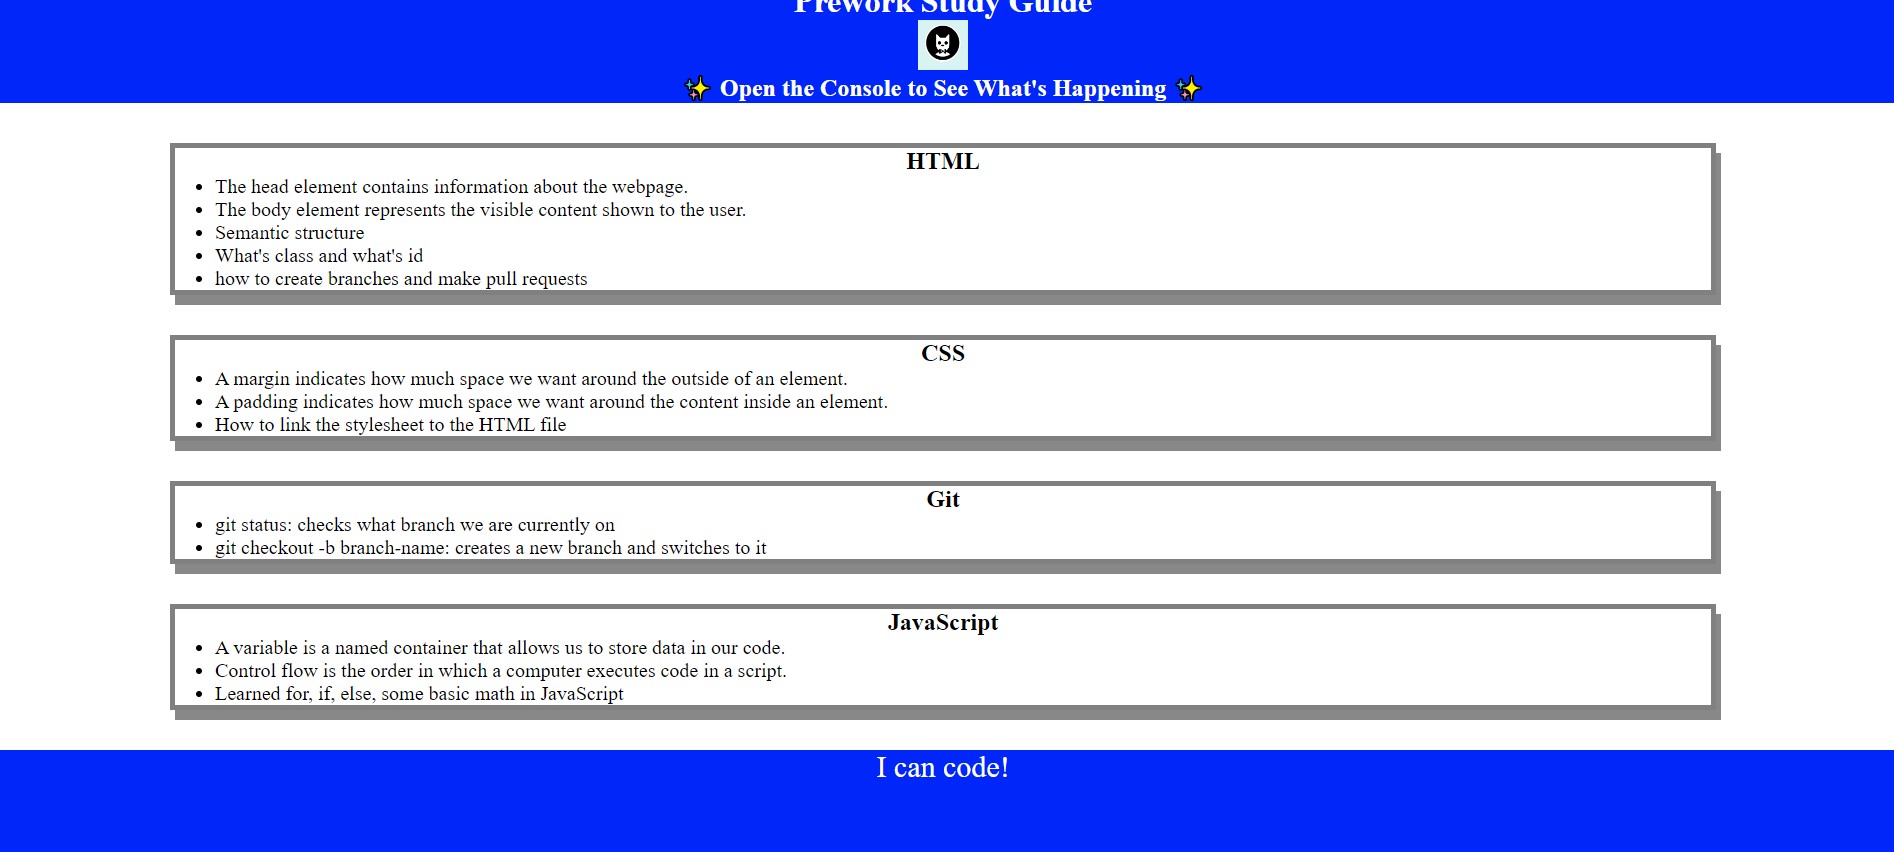 Prework Study Guide
✨ Open the Console to See What's Happening ✨
HTML
The head element contains information about the webpage.
The body element represents the visible content shown to the user.
Semantic structure
What's class and what's id
how to create branches and make pull requests
CSS
A margin indicates how much space we want around the outside of an element.
A padding indicates how much space we want around the content inside an element.
How to link the stylesheet to the HTML file
Git
git status: checks what branch we are currently on
git checkout -b branch-name: creates a new branch and switches to it
JavaScript
A variable is a named container that allows us to store data in our code.
Control flow is the order in which a computer executes code in a script.
Learned for, if, else, some basic math in JavaScript
I can code!